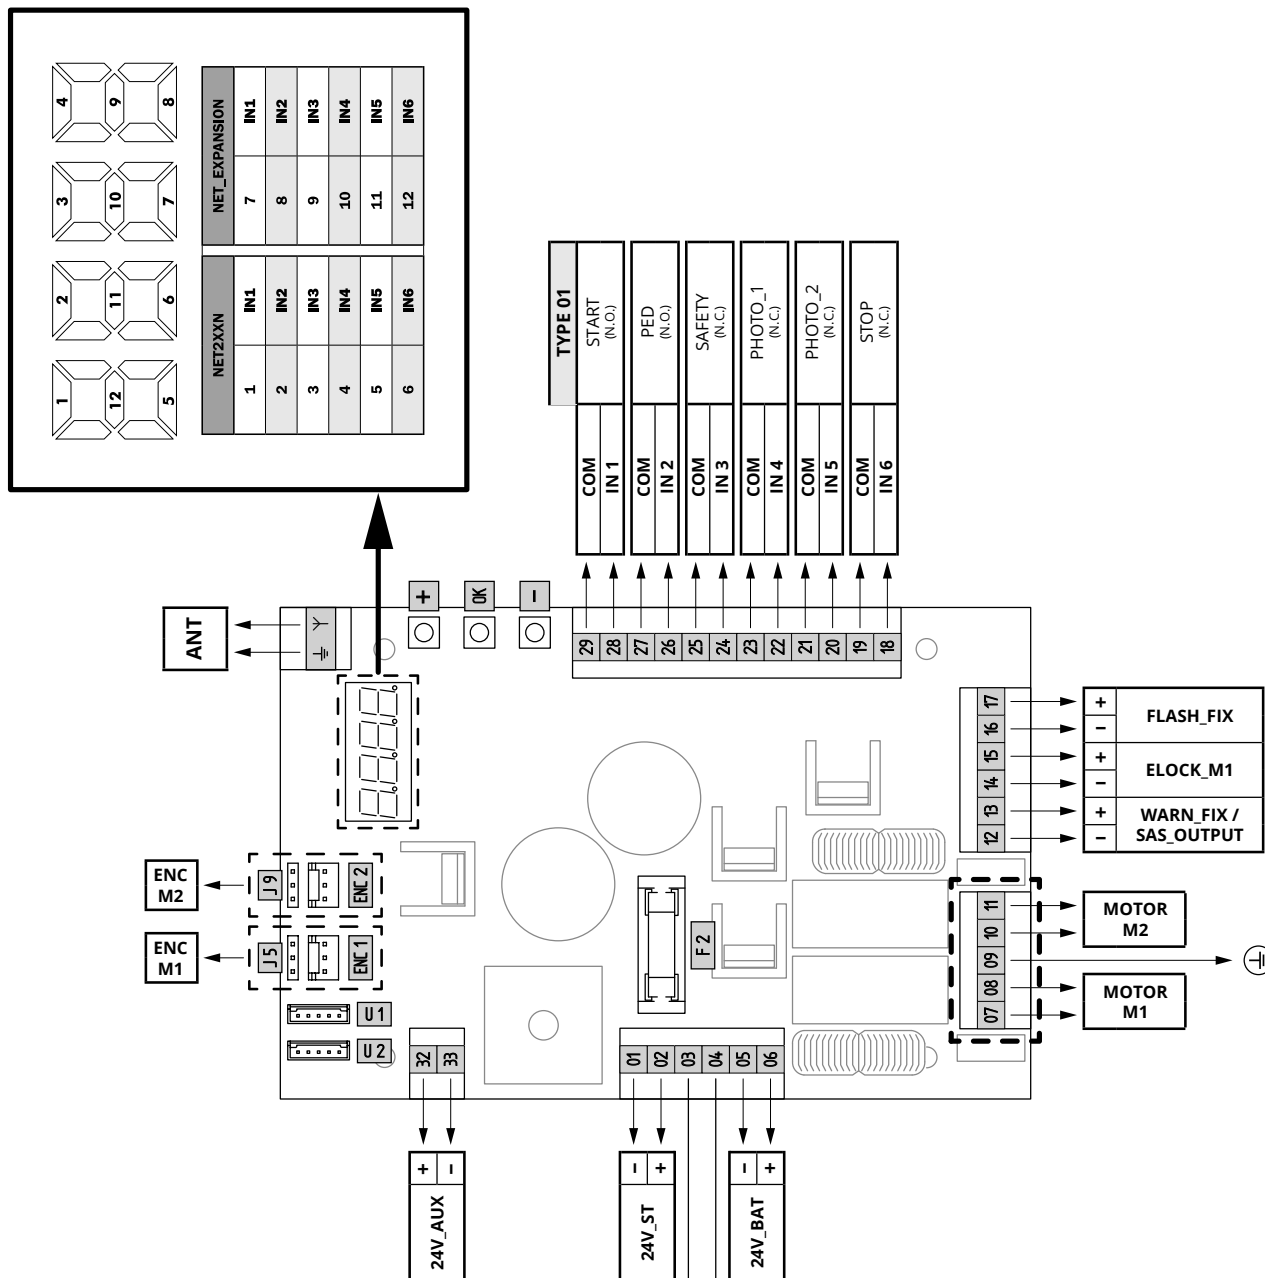 4 9 8
3 10 7
2 11 6
1 12 5
NET_EXPANSION
7 IN1
8 IN2
9 IN3
10 IN4
11 IN5
12 IN6
NET2XXN
1 IN1
2 IN2
3 IN3
4 IN4
5 IN5
6 IN6
TYPE 01
START
(N.O.)
PED
(N.O.)
SAFETY
(N.C.)
PHOTO_1
(N.C.)
PHOTO_2
(N.C.)
STOP
(N.C.)
COM
IN 1
COM
IN 2
COM
IN 3
COM
IN 4
COM
IN 5
COM
IN 6
ANT
+ OK −
29 28 27 26 25 24 23 22 21 20 19 18
17 + FLASH_FIX
16 −
15 + ELOCK_M1
14 −
13 + WARN_FIX /
12 − SAS_OUTPUT
ENC
M2
J9
ENC 2
ENC
M1
J5
ENC 1
U1
U2
F2
11
10
09
08
07
MOTOR
M2
MOTOR
M1
32 33
01 02 03 04 05 06
+ −
24V_AUX
− +
24V_ST
− +
24V_BAT